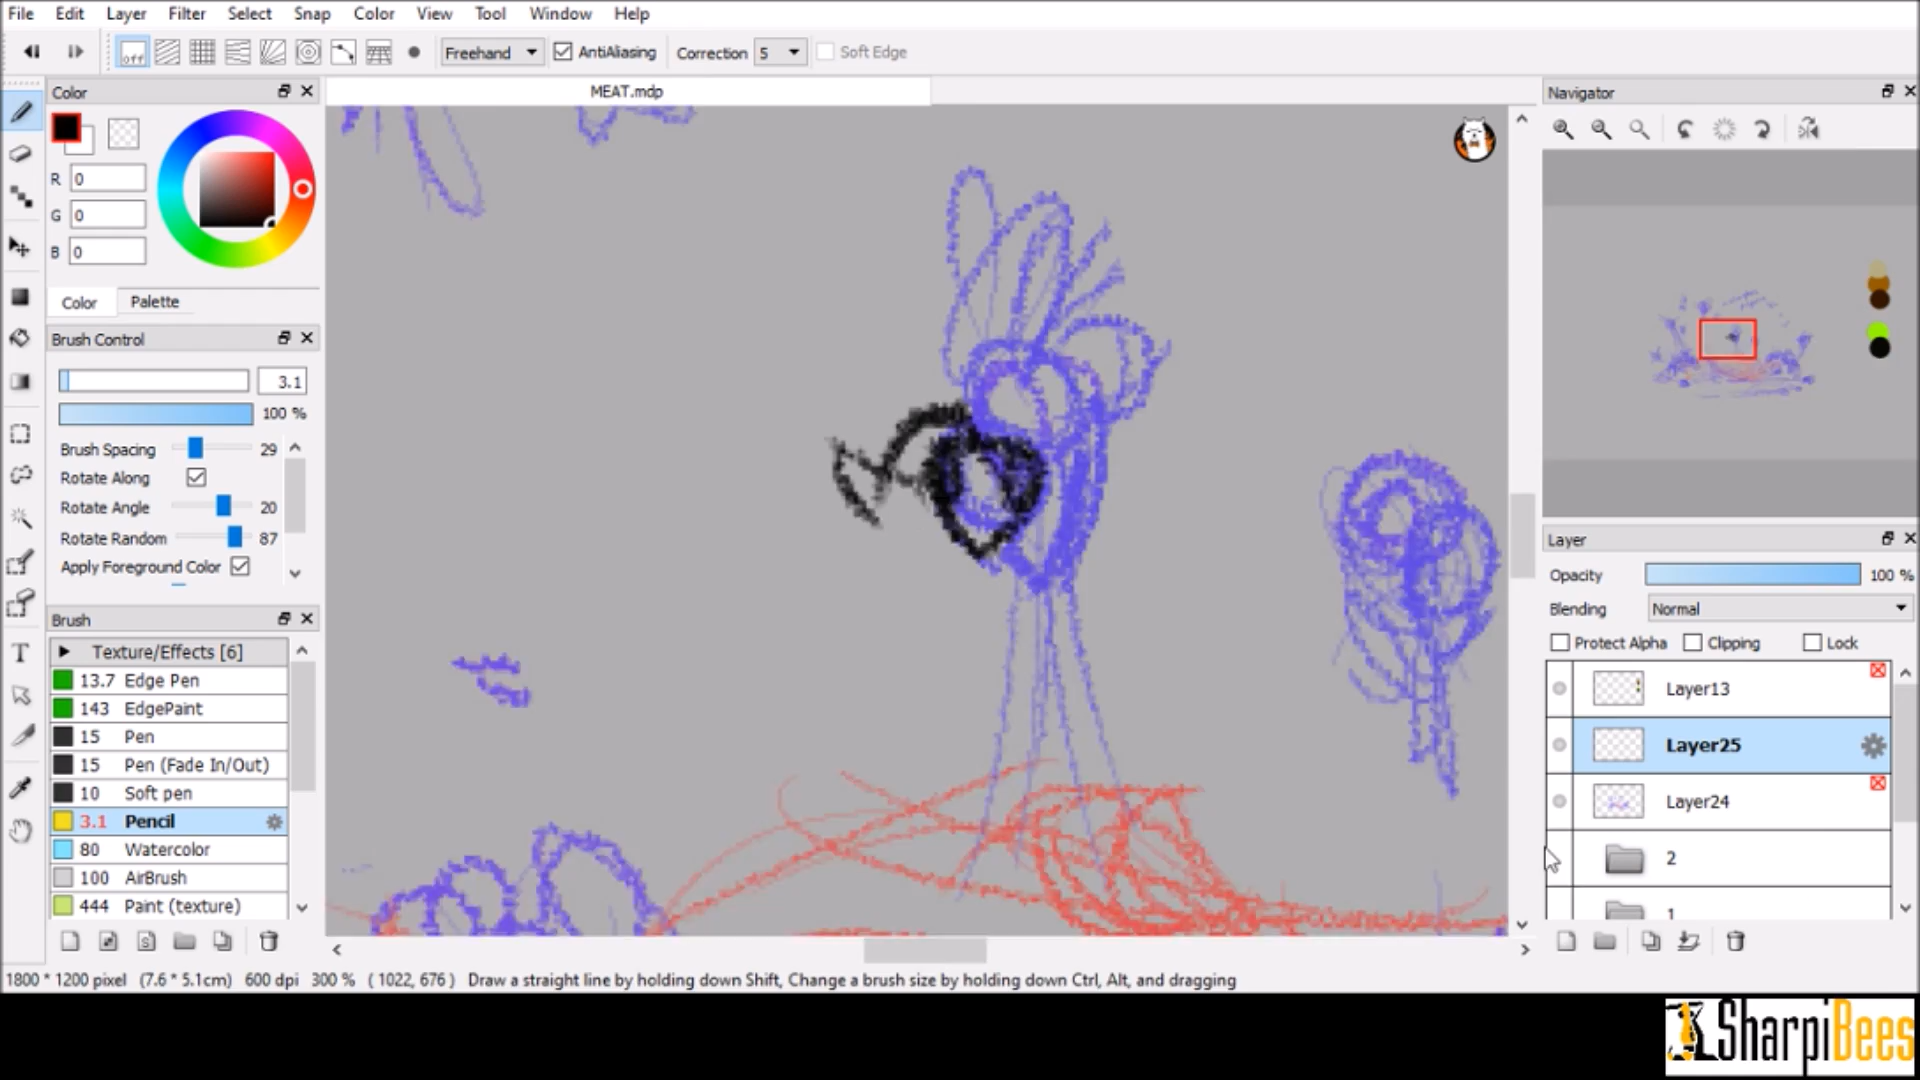 File Edit Layer Filter Select Snap Color View Tool Window Help
off Freehand AntiAliasing Correction 5 Soft Edge
Color
MEAT.mdp
Navigator
R 0
G 0
B 0
Color Palette
Brush Control
3.1
100 %
Brush Spacing 29
Rotate Along
Rotate Angle 20
Rotate Random 87
Apply Foreground Color
Brush
Texture/Effects [6]
13.7 Edge Pen
143 EdgePaint
15 Pen
15 Pen (Fade In/Out)
10 Soft pen
3.1 Pencil
80 Watercolor
100 AirBrush
444 Paint (texture)
Layer
Opacity 100 %
Blending Normal
Protect Alpha Clipping Lock
Layer13
Layer25
Layer24
2
1
1800 * 1200 pixel (7.6 * 5.1cm) 600 dpi 300 % ( 1022, 676 ) Draw a straight line by holding down Shift, Change a brush size by holding down Ctrl, Alt, and dragging
SharpiBees